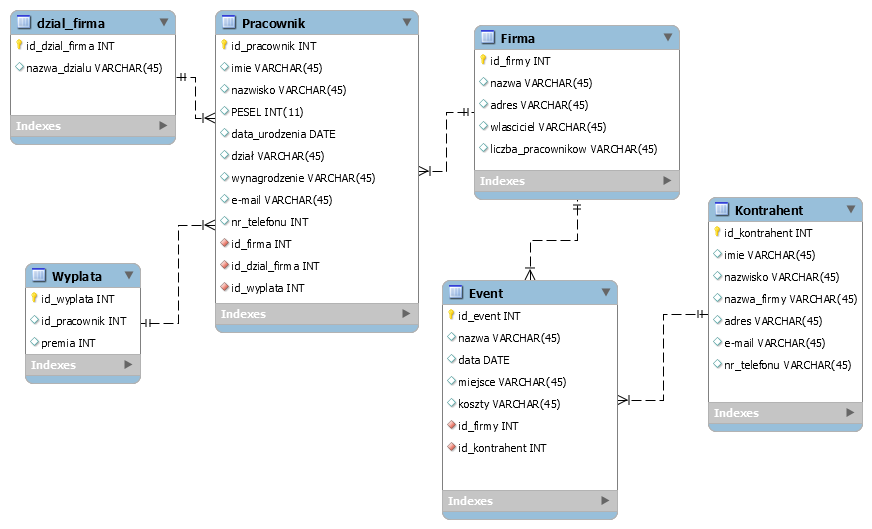 dzial_firma
id_dzial_firma INT
nazwa_dzialu VARCHAR(45)
Indexes
Pracownik
id_pracownik INT
imie VARCHAR(45)
nazwisko VARCHAR(45)
PESEL INT(11)
data_urodzenia DATE
dział VARCHAR(45)
wynagrodzenie VARCHAR(45)
e-mail VARCHAR(45)
nr_telefonu INT
id_firma INT
id_dzial_firma INT
id_wyplata INT
Indexes
Firma
id_firmy INT
nazwa VARCHAR(45)
adres VARCHAR(45)
wlasciciel VARCHAR(45)
liczba_pracownikow VARCHAR(45)
Indexes
Wyplata
id_wyplata INT
id_pracownik INT
premia INT
Indexes
Event
id_event INT
nazwa VARCHAR(45)
data DATE
miejsce VARCHAR(45)
koszty VARCHAR(45)
id_firmy INT
id_kontrahent INT
Indexes
Kontrahent
id_kontrahent INT
imie VARCHAR(45)
nazwisko VARCHAR(45)
nazwa_firmy VARCHAR(45)
adres VARCHAR(45)
e-mail VARCHAR(45)
nr_telefonu VARCHAR(45)
Indexes